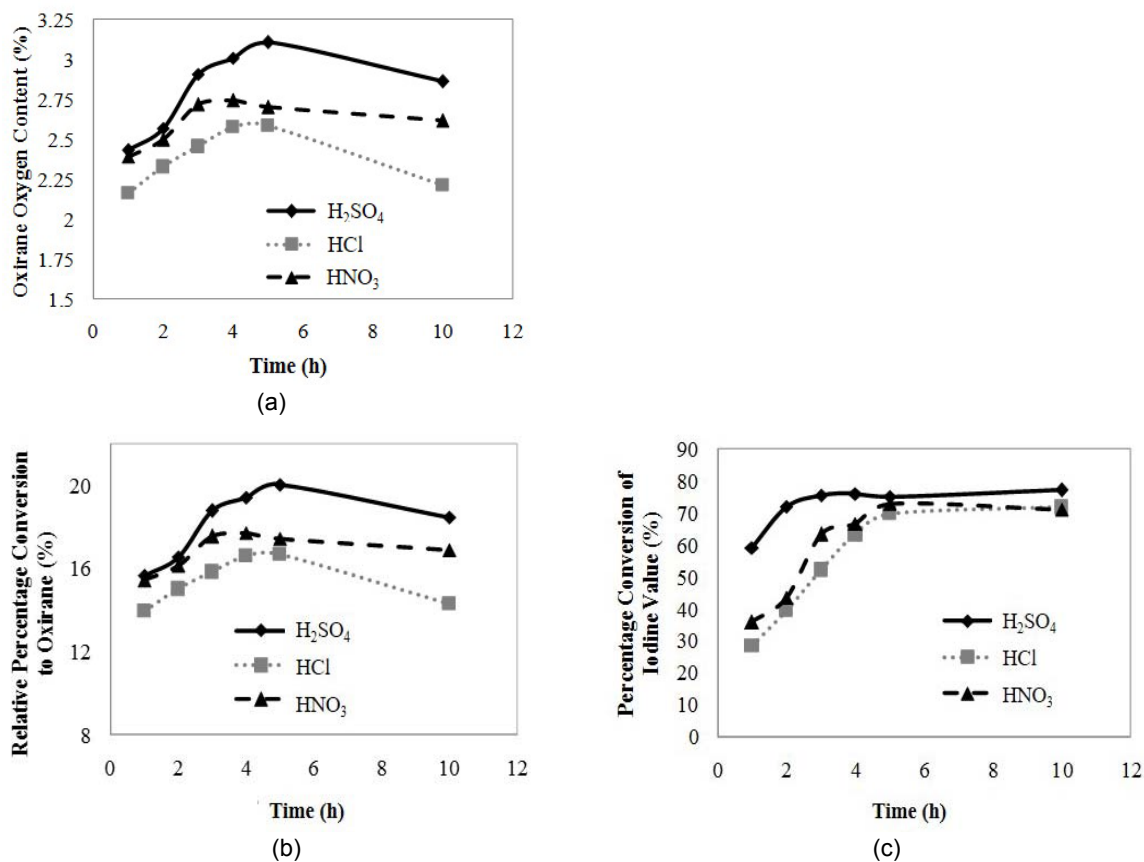 3.25
3
2.75
2.5
2.25
2
1.75
1.5
Oxirane Oxygen Content (%)
H₂SO₄
HCl
HNO₃
0 2 4 6 8 10 12
Time (h)
(a)
20
16
12
8
Relative Percentage Conversion
to Oxirane (%)
H₂SO₄
HCl
HNO₃
0 2 4 6 8 10 12
Time (h)
(b)
90
80
70
60
50
40
30
20
10
0
Percentage Conversion of
Iodine Value (%)
H₂SO₄
HCl
HNO₃
0 2 4 6 8 10 12
Time (h)
(c)